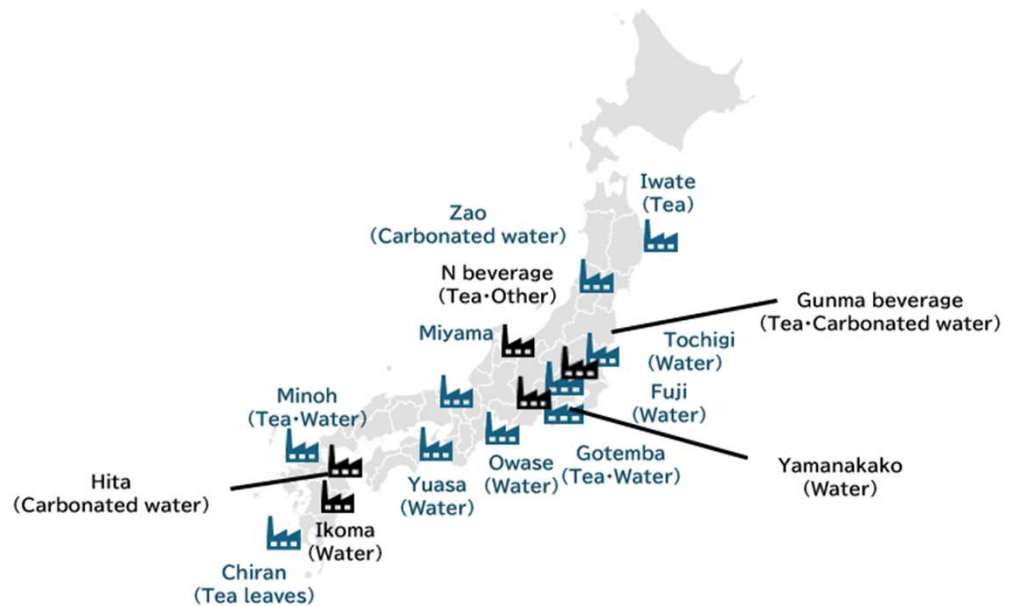 Iwate
(Tea)
Zao
(Carbonated water)
N beverage
(Tea･Other)
Gunma beverage
(Tea･Carbonated water)
Miyama
Tochigi
(Water)
Minoh
(Tea･Water)
Fuji
(Water)
Gotemba
(Tea･Water)
Owase
(Water)
Yamanakako
(Water)
Hita
(Carbonated water)
Yuasa
(Water)
Ikoma
(Water)
Chiran
(Tea leaves)